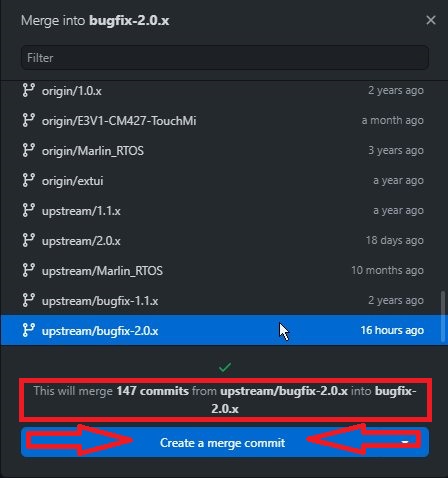 Merge into bugfix-2.0.x
Filter
origin/1.0.x 2 years ago
origin/E3V1-CM427-TouchMi a month ago
origin/Marlin_RTOS 3 years ago
origin/extui a year ago
upstream/1.1.x a year ago
upstream/2.0.x 18 days ago
upstream/Marlin_RTOS 10 months ago
upstream/bugfix-1.1.x 2 years ago
upstream/bugfix-2.0.x 16 hours ago
This will merge 147 commits from upstream/bugfix-2.0.x into bugfix-
2.0.x
Create a merge commit